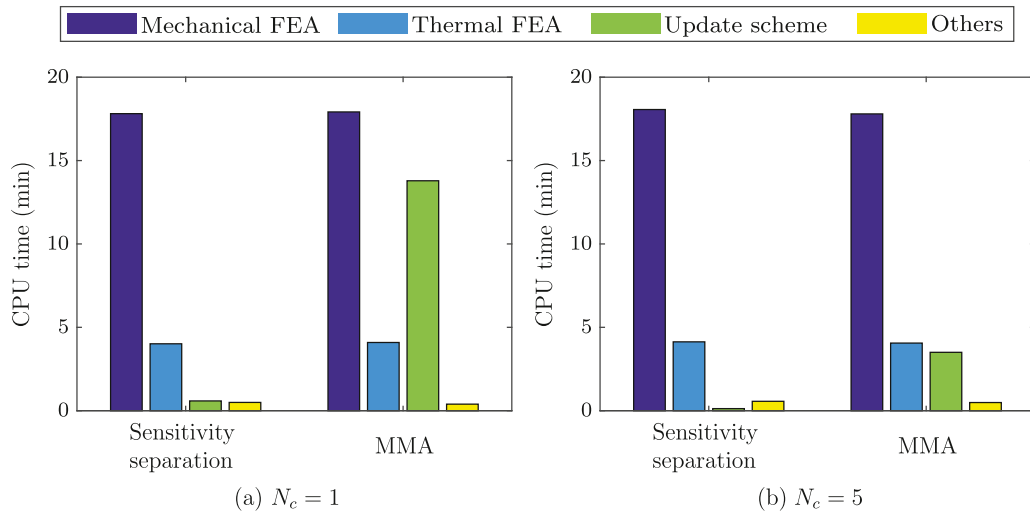 Mechanical FEA Thermal FEA Update scheme Others
20
15
10
5
0
CPU time (min)
Sensitivity
separation
MMA
(a) N_c = 1
20
15
10
5
0
CPU time (min)
Sensitivity
separation
MMA
(b) N_c = 5